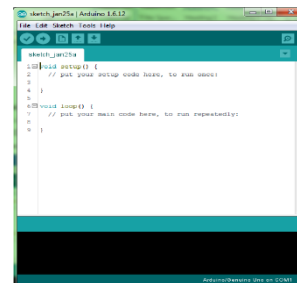 sketch_jan25a | Arduino 1.6.12
File Edit Sketch Tools Help
sketch_jan25a
1 void setup() {
2 // put your setup code here, to run once:
3
4 }
5
6 void loop() {
7 // put your main code here, to run repeatedly:
8
9 }
Arduino/Genuino Uno on COM1